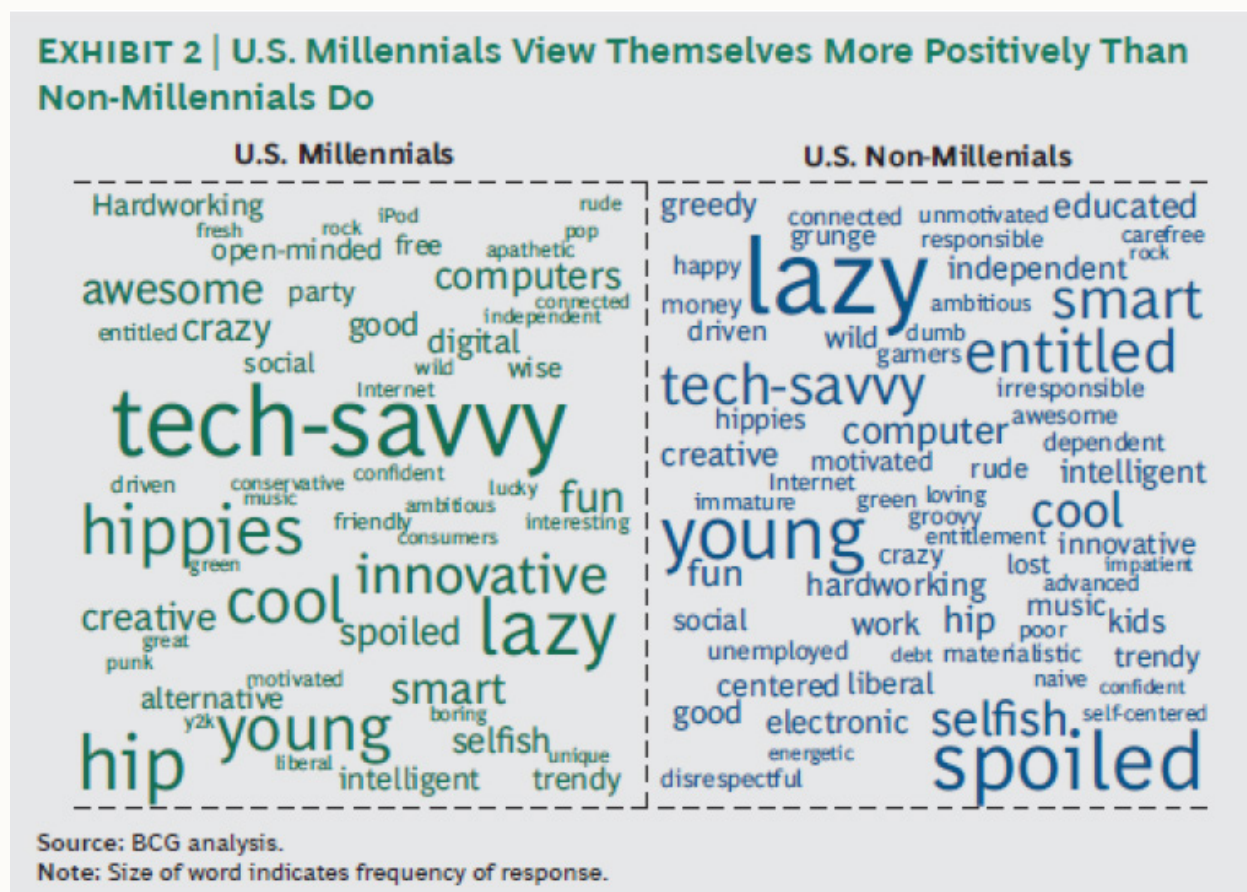 EXHIBIT 2 | U.S. Millennials View Themselves More Positively Than
Non-Millennials Do
U.S. Millennials
Hardworking
iPod
rude
fresh
rock
pop
open-minded
free
apathetic
computers
awesome
party
connected
independent
entitled
crazy
good
digital
social
wild
wise
Internet
tech-savvy
driven
conservative
confident
music
lucky
ambitious
fun
hippies
friendly
interesting
consumers
green
innovative
creative
cool
great
spoiled
lazy
punk
motivated
alternative
smart
y2k
young
boring
selfish
unique
hip
liberal
intelligent
trendy
U.S. Non-Millenials
greedy
connected
unmotivated
educated
grunge
responsible
carefree
rock
happy
lazy
independent
money
ambitious
smart
driven
wild
dumb
gamers
entitled
tech-savvy
irresponsible
hippies
computer
awesome
dependent
creative
motivated
rude
intelligent
Internet
immature
green
loving
groovy
cool
young
entitlement
innovative
crazy
lost
impatient
fun
hardworking
advanced
music
social
work
hip
poor
kids
unemployed
debt
materialistic
trendy
centered
liberal
naive
confident
good
electronic
selfish
self-centered
energetic
spoiled
disrespectful
Source: BCG analysis.
Note: Size of word indicates frequency of response.